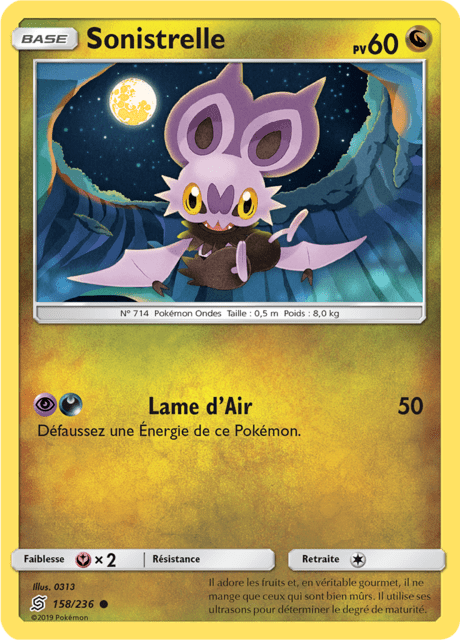 BASE Sonistrelle PV60
N° 714 Pokémon Ondes Taille : 0,5 m Poids : 8,0 kg
Lame d'Air 50
Défaussez une Énergie de ce Pokémon.
Faiblesse ×2 Résistance Retraite
Illus. 0313
158/236
©2019 Pokémon
Il adore les fruits et, en véritable gourmet, il ne
mange que ceux qui sont bien mûrs. Il utilise ses
ultrasons pour déterminer le degré de maturité.